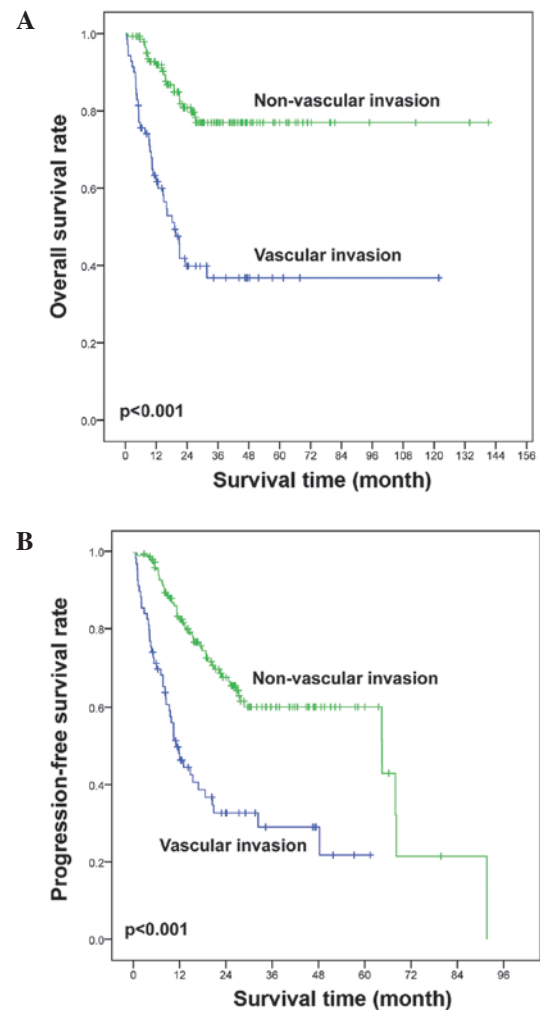 A
Overall survival rate
1.0
0.8
0.6
0.4
0.2
0.0
Non-vascular invasion
Vascular invasion
p<0.001
0 12 24 36 48 60 72 84 96 108 120 132 144 156
Survival time (month)
B
Progression-free survival rate
1.0
0.8
0.6
0.4
0.2
0.0
Non-vascular invasion
Vascular invasion
p<0.001
0 12 24 36 48 60 72 84 96
Survival time (month)